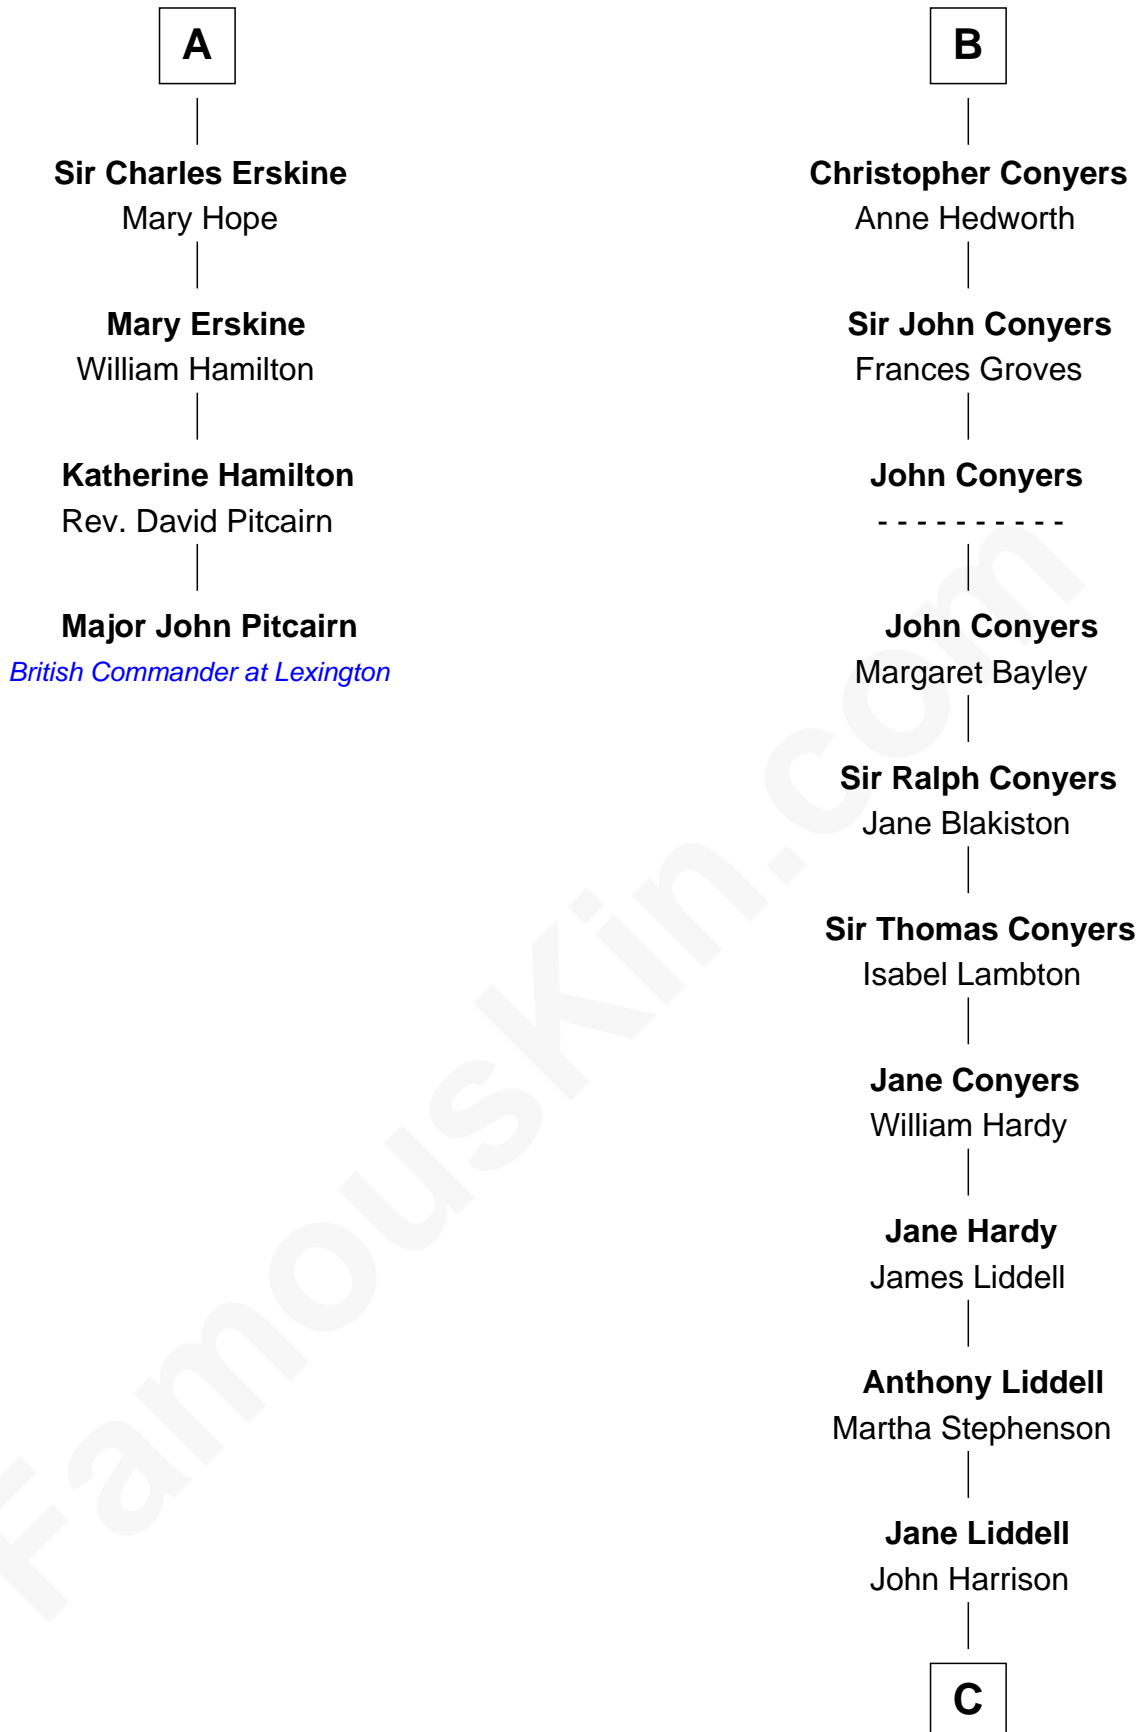 A
Sir Charles Erskine
Mary Hope
Mary Erskine
William Hamilton
Katherine Hamilton
Rev. David Pitcairn
Major John Pitcairn
British Commander at Lexington
B
Christopher Conyers
Anne Hedworth
Sir John Conyers
Frances Groves
John Conyers
- - - - - - - - - -
John Conyers
Margaret Bayley
Sir Ralph Conyers
Jane Blakiston
Sir Thomas Conyers
Isabel Lambton
Jane Conyers
William Hardy
Jane Hardy
James Liddell
Anthony Liddell
Martha Stephenson
Jane Liddell
John Harrison
C
FamousKin.com